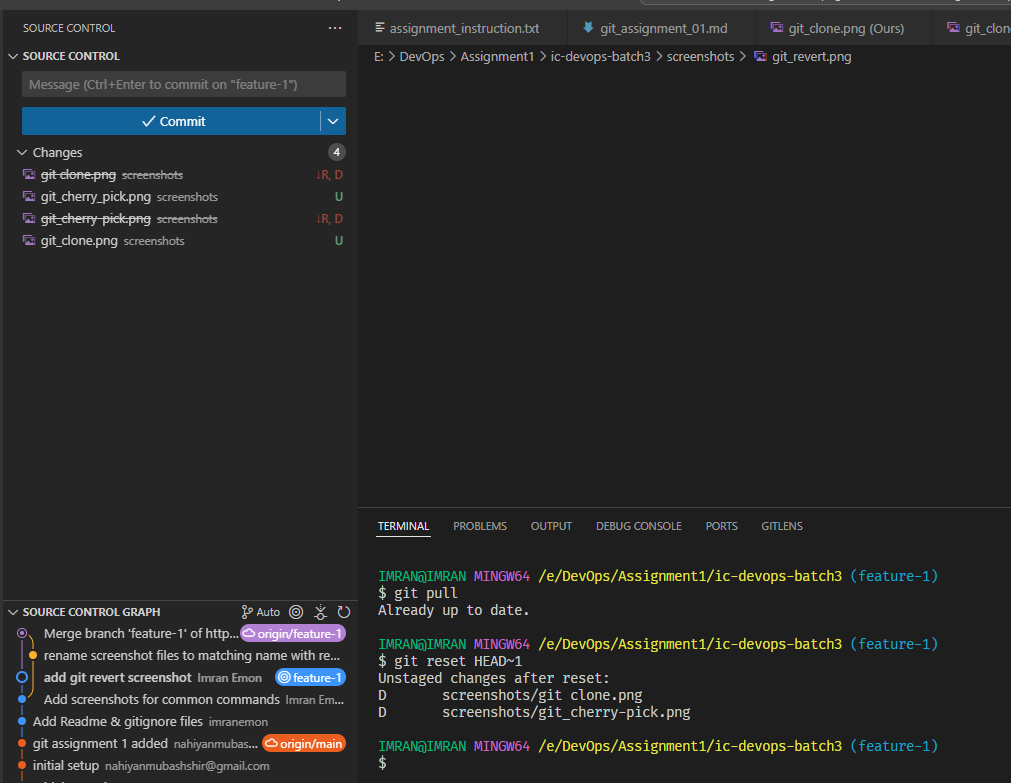 SOURCE CONTROL ...
SOURCE CONTROL
Message (Ctrl+Enter to commit on "feature-1")
Commit
Changes 4
git clone.png screenshots ↓R, D
git_cherry_pick.png screenshots U
git_cherry-pick.png screenshots ↓R, D
git_clone.png screenshots U
SOURCE CONTROL GRAPH Auto
Merge branch 'feature-1' of http... origin/feature-1
rename screenshot files to matching name with re...
add git revert screenshot Imran Emon feature-1
Add screenshots for common commands Imran Em...
Add Readme & gitignore files imranemon
git assignment 1 added nahiyanmubas... origin/main
initial setup nahiyanmubashshir@gmail.com
assignment_instruction.txt git_assignment_01.md git_clone.png (Ours) git_clon
E: > DevOps > Assignment1 > ic-devops-batch3 > screenshots > git_revert.png
TERMINAL PROBLEMS OUTPUT DEBUG CONSOLE PORTS GITLENS
IMRAN@IMRAN MINGW64 /e/DevOps/Assignment1/ic-devops-batch3 (feature-1)
$ git pull
Already up to date.
IMRAN@IMRAN MINGW64 /e/DevOps/Assignment1/ic-devops-batch3 (feature-1)
$ git reset HEAD~1
Unstaged changes after reset:
D screenshots/git clone.png
D screenshots/git_cherry-pick.png
IMRAN@IMRAN MINGW64 /e/DevOps/Assignment1/ic-devops-batch3 (feature-1)
$